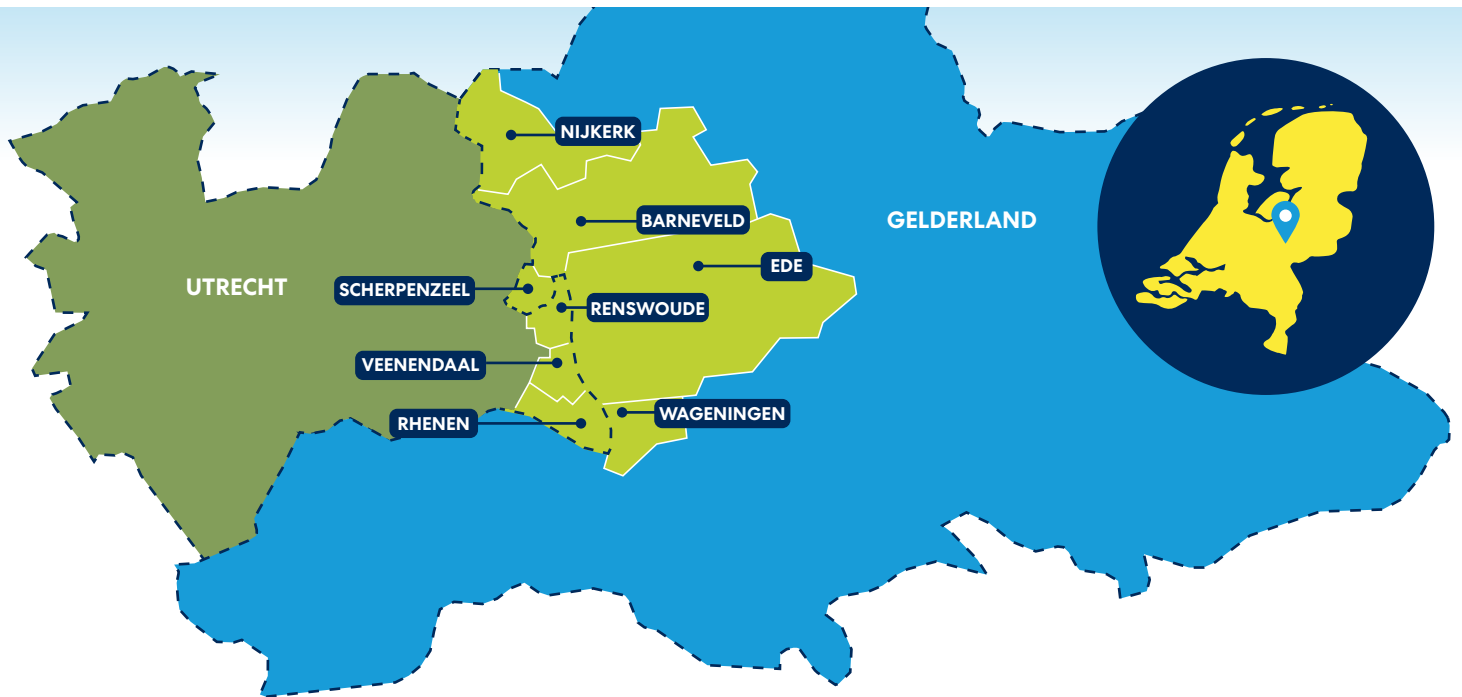 NIJKERK
BARNEVELD
GELDERLAND
EDE
UTRECHT
SCHERPENZEEL
RENSWOUDE
VEENENDAAL
WAGENINGEN
RHENEN